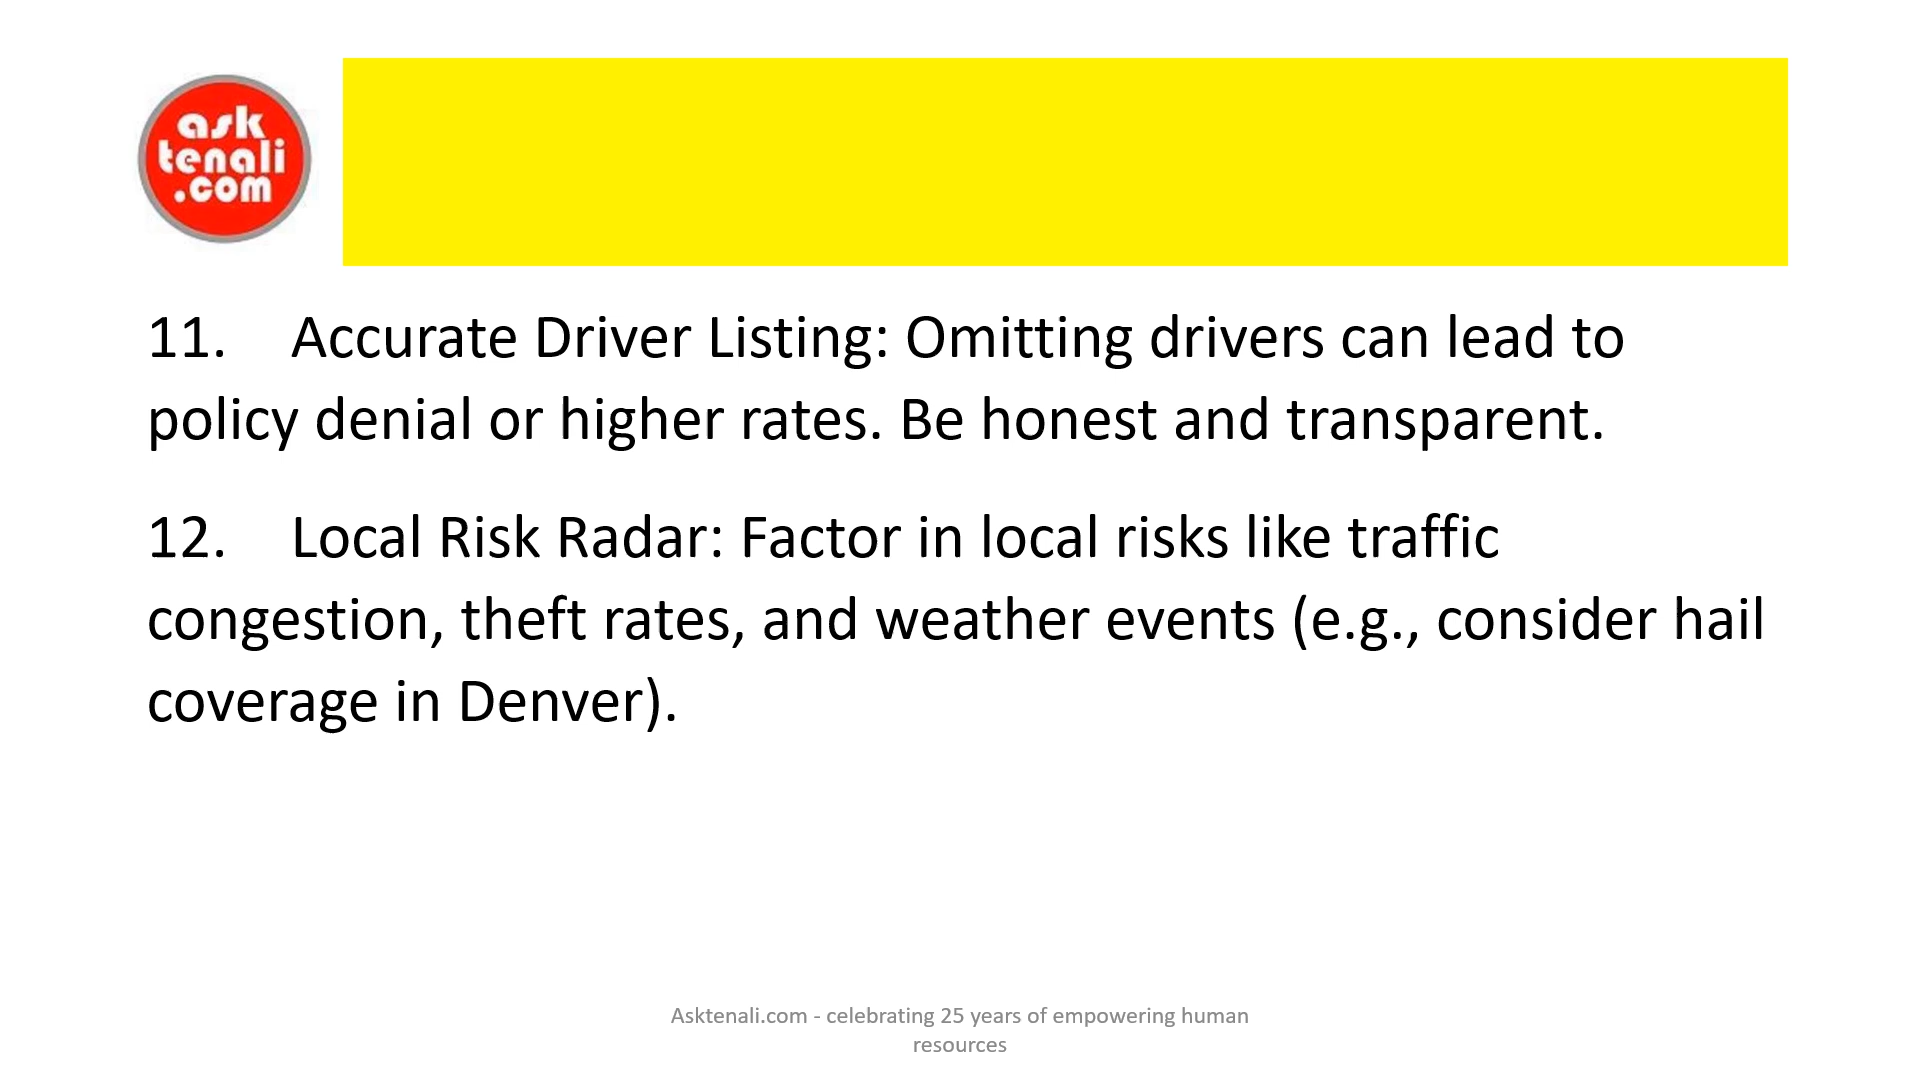 ask
tenali
.com
11. Accurate Driver Listing: Omitting drivers can lead to
policy denial or higher rates. Be honest and transparent.
12. Local Risk Radar: Factor in local risks like traffic
congestion, theft rates, and weather events (e.g., consider hail
coverage in Denver).
Asktenali.com - celebrating 25 years of empowering human
resources